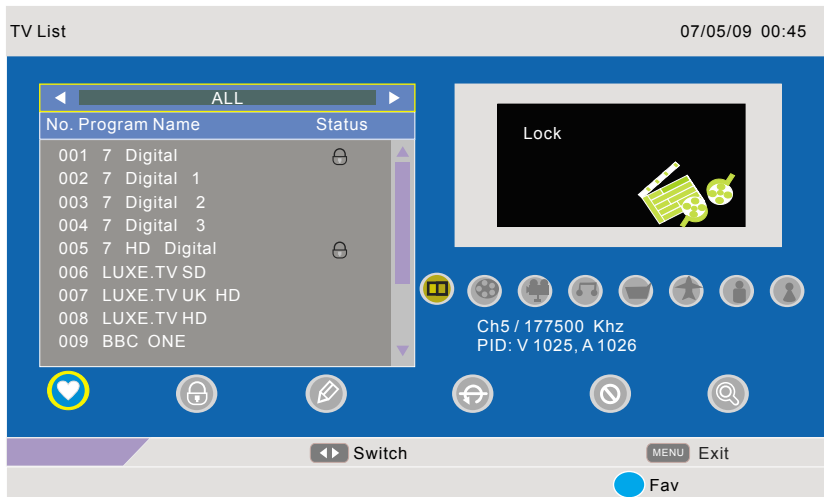 TV List
07/05/09 00:45
ALL
No. Program Name Status
001 7 Digital
002 7 Digital 1
003 7 Digital 2
004 7 Digital 3
005 7 HD Digital
006 LUXE.TV SD
007 LUXE.TV UK HD
008 LUXE.TV HD
009 BBC ONE
Lock
Ch5 / 177500 Khz
PID: V 1025, A 1026
Switch
MENU Exit
Fav